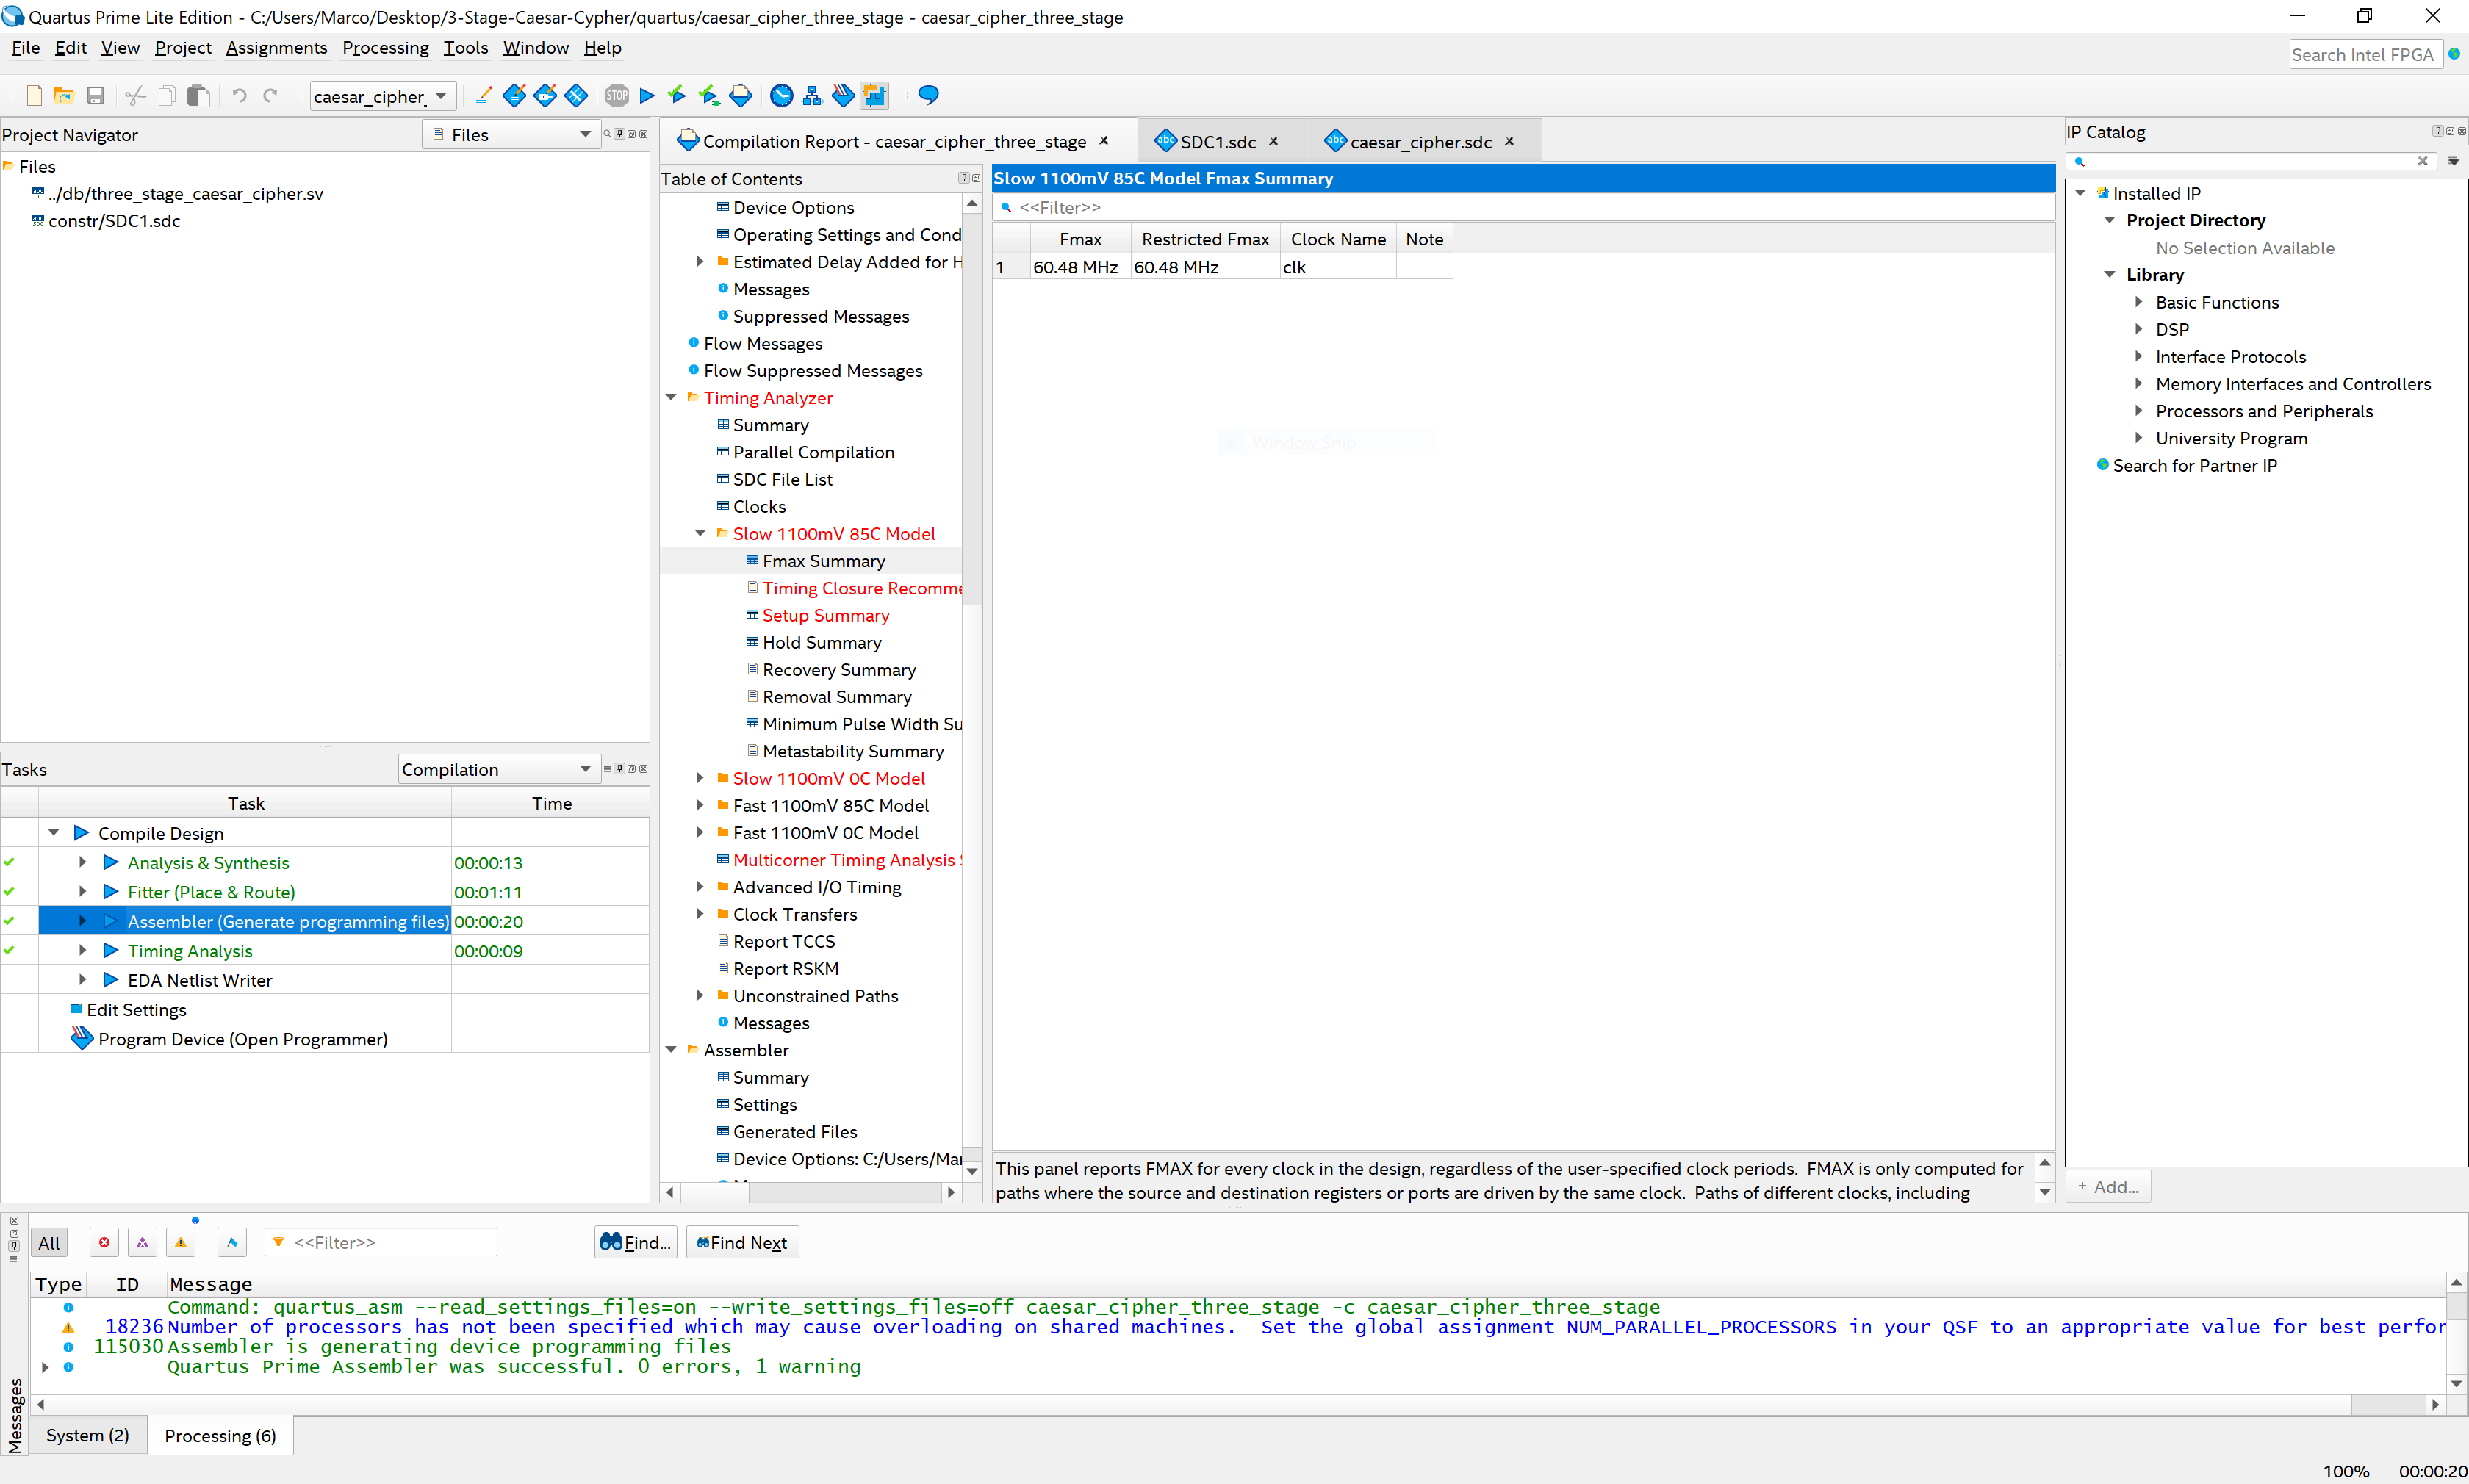 Quartus Prime Lite Edition - C:/Users/Marco/Desktop/3-Stage-Caesar-Cypher/quartus/caesar_cipher_three_stage - caesar_cipher_three_stage
File Edit View Project Assignments Processing Tools Window Help
Search Intel FPGA
caesar_cipher_
STOP
Project Navigator
Files
Files
../db/three_stage_caesar_cipher.sv
constr/SDC1.sdc
Tasks
Compilation
Task Time
Compile Design
Analysis & Synthesis 00:00:13
Fitter (Place & Route) 00:01:11
Assembler (Generate programming files) 00:00:20
Timing Analysis 00:00:09
EDA Netlist Writer
Edit Settings
Program Device (Open Programmer)
Compilation Report - caesar_cipher_three_stage
abc SDC1.sdc
abc caesar_cipher.sdc
Table of Contents
Device Options
Operating Settings and Cond
Estimated Delay Added for H
Messages
Suppressed Messages
Flow Messages
Flow Suppressed Messages
Timing Analyzer
Summary
Parallel Compilation
SDC File List
Clocks
Slow 1100mV 85C Model
Fmax Summary
Timing Closure Recomme
Setup Summary
Hold Summary
Recovery Summary
Removal Summary
Minimum Pulse Width Su
Metastability Summary
Slow 1100mV 0C Model
Fast 1100mV 85C Model
Fast 1100mV 0C Model
Multicorner Timing Analysis
Advanced I/O Timing
Clock Transfers
Report TCCS
Report RSKM
Unconstrained Paths
Messages
Assembler
Summary
Settings
Generated Files
Device Options: C:/Users/Mar
Slow 1100mV 85C Model Fmax Summary
<<Filter>>
Fmax Restricted Fmax Clock Name Note
1 60.48 MHz 60.48 MHz clk
Window Snip
This panel reports FMAX for every clock in the design, regardless of the user-specified clock periods. FMAX is only computed for
paths where the source and destination registers or ports are driven by the same clock. Paths of different clocks, including
IP Catalog
Installed IP
Project Directory
No Selection Available
Library
Basic Functions
DSP
Interface Protocols
Memory Interfaces and Controllers
Processors and Peripherals
University Program
Search for Partner IP
+ Add...
All
<<Filter>>
Find...
Find Next
Type ID Message
Command: quartus_asm --read_settings_files=on --write_settings_files=off caesar_cipher_three_stage -c caesar_cipher_three_stage
18236 Number of processors has not been specified which may cause overloading on shared machines. Set the global assignment NUM_PARALLEL_PROCESSORS in your QSF to an appropriate value for best perfor
115030 Assembler is generating device programming files
Quartus Prime Assembler was successful. 0 errors, 1 warning
Messages
System (2)
Processing (6)
100% 00:00:20